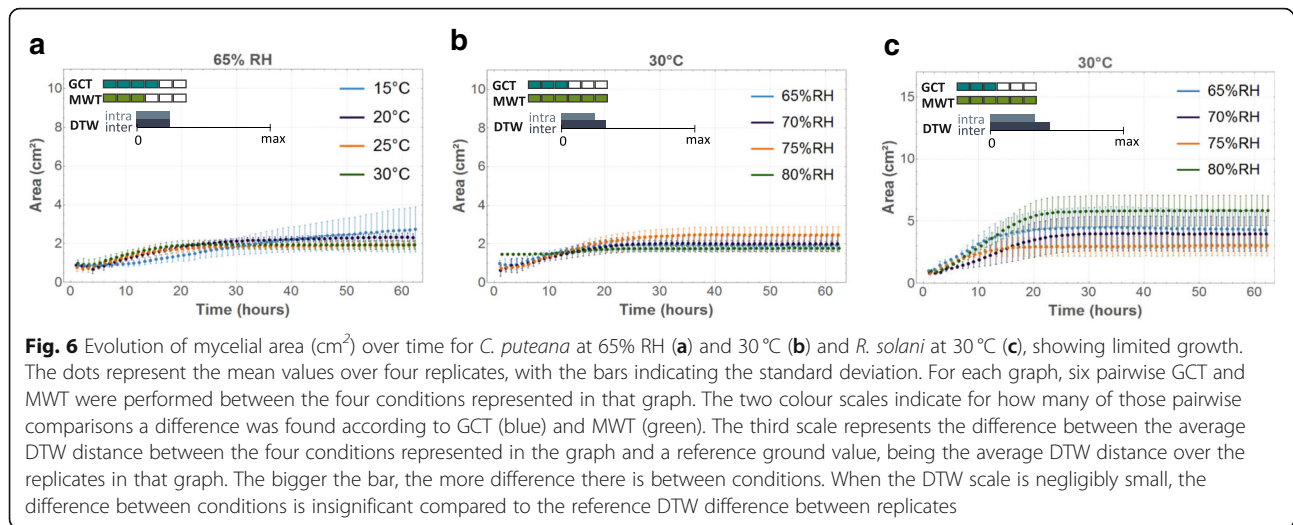 a
65% RH
GCT
MWT
DTW
intra
inter
0
max
15°C
20°C
25°C
30°C
Area (cm²)
10
8
6
4
2
0
0
10
20
30
40
50
60
Time (hours)
b
30°C
GCT
MWT
DTW
intra
inter
0
max
65%RH
70%RH
75%RH
80%RH
Area (cm²)
10
8
6
4
2
0
0
10
20
30
40
50
60
Time (hours)
c
30°C
GCT
MWT
DTW
intra
inter
0
max
65%RH
70%RH
75%RH
80%RH
Area (cm²)
15
10
5
0
0
10
20
30
40
50
60
Time (hours)
Fig. 6 Evolution of mycelial area (cm²) over time for C. puteana at 65% RH (a) and 30 °C (b) and R. solani at 30 °C (c), showing limited growth.
The dots represent the mean values over four replicates, with the bars indicating the standard deviation. For each graph, six pairwise GCT and
MWT were performed between the four conditions represented in that graph. The two colour scales indicate for how many of those pairwise
comparisons a difference was found according to GCT (blue) and MWT (green). The third scale represents the difference between the average
DTW distance between the four conditions represented in the graph and a reference ground value, being the average DTW distance over the
replicates in that graph. The bigger the bar, the more difference there is between conditions. When the DTW scale is negligibly small, the
difference between conditions is insignificant compared to the reference DTW difference between replicates